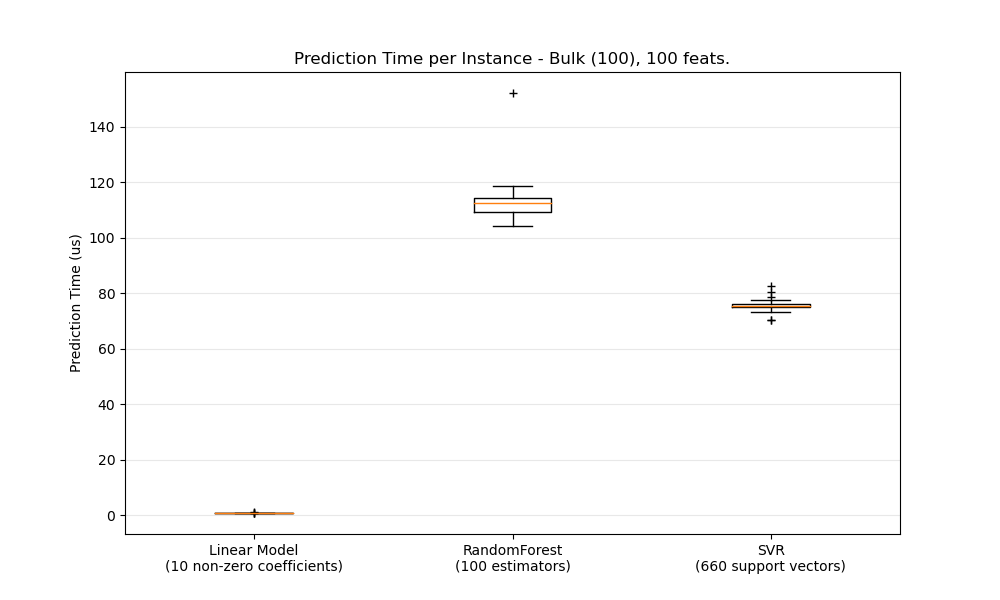 Prediction Time per Instance - Bulk (100), 100 feats.
Prediction Time (us)
140
120
100
80
60
40
20
0
Linear Model
(10 non-zero coefficients)
RandomForest
(100 estimators)
SVR
(660 support vectors)